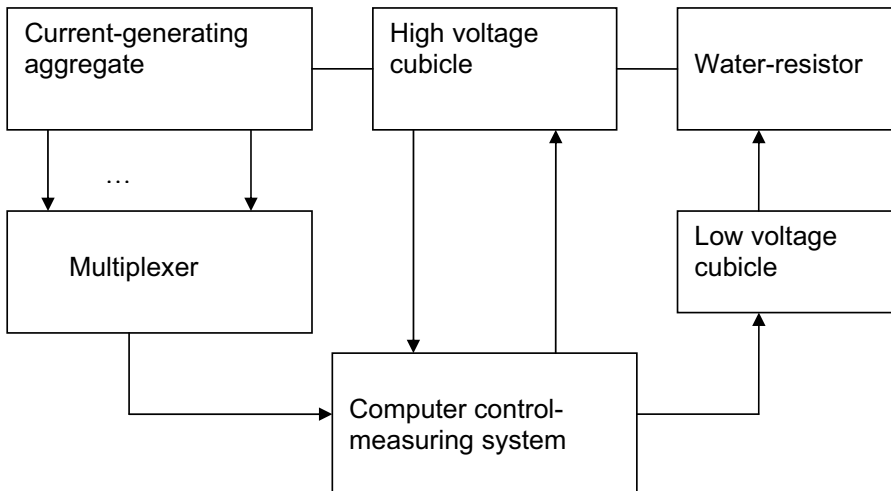 Current-generating
aggregate
High voltage
cubicle
Water-resistor
...
Multiplexer
Low voltage
cubicle
Computer control-
measuring system